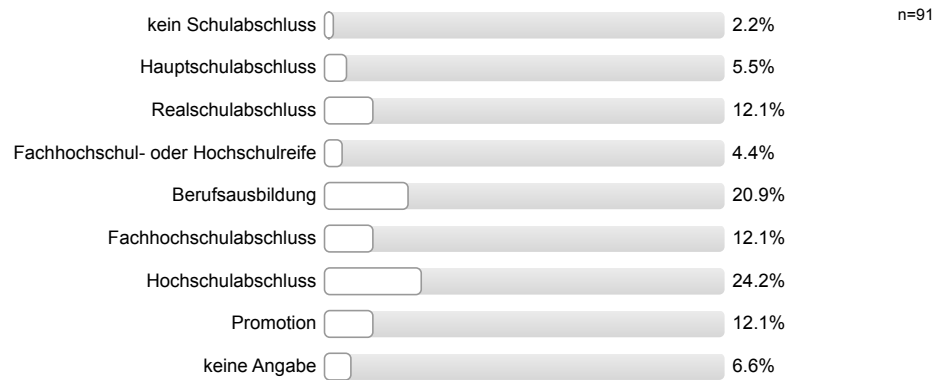 kein Schulabschluss 2.2% n=91
Hauptschulabschluss 5.5%
Realschulabschluss 12.1%
Fachhochschul- oder Hochschulreife 4.4%
Berufsausbildung 20.9%
Fachhochschulabschluss 12.1%
Hochschulabschluss 24.2%
Promotion 12.1%
keine Angabe 6.6%